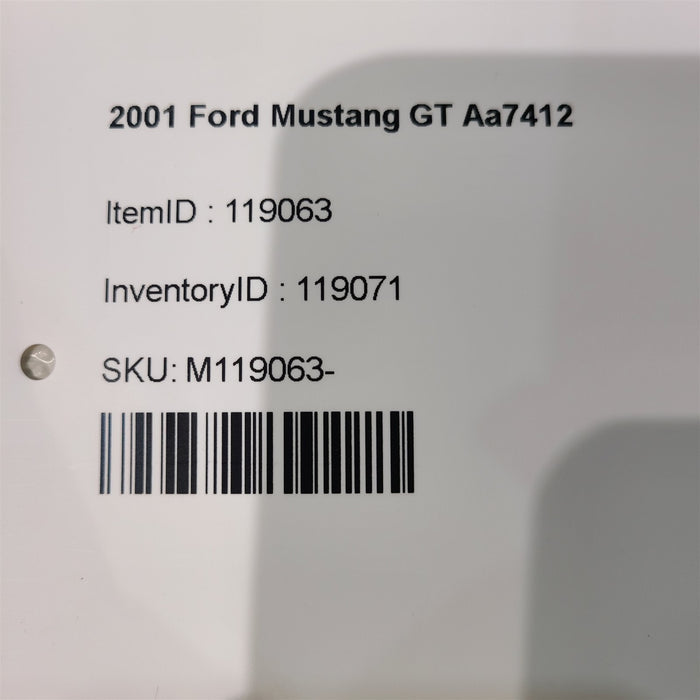 2001 Ford Mustang GT Aa7412
ItemID : 119063
InventoryID : 119071
SKU: M119063-